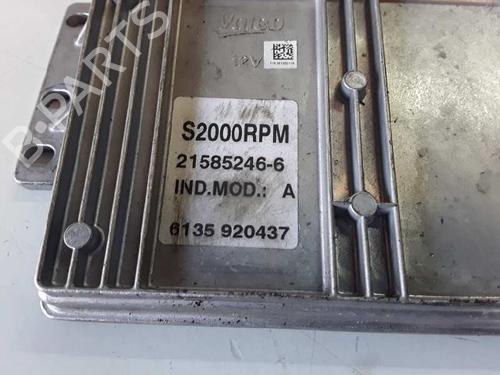 Valeo
S2000RPM
21585246-6
IND.MOD.: A
6135 920437
B-PARTS